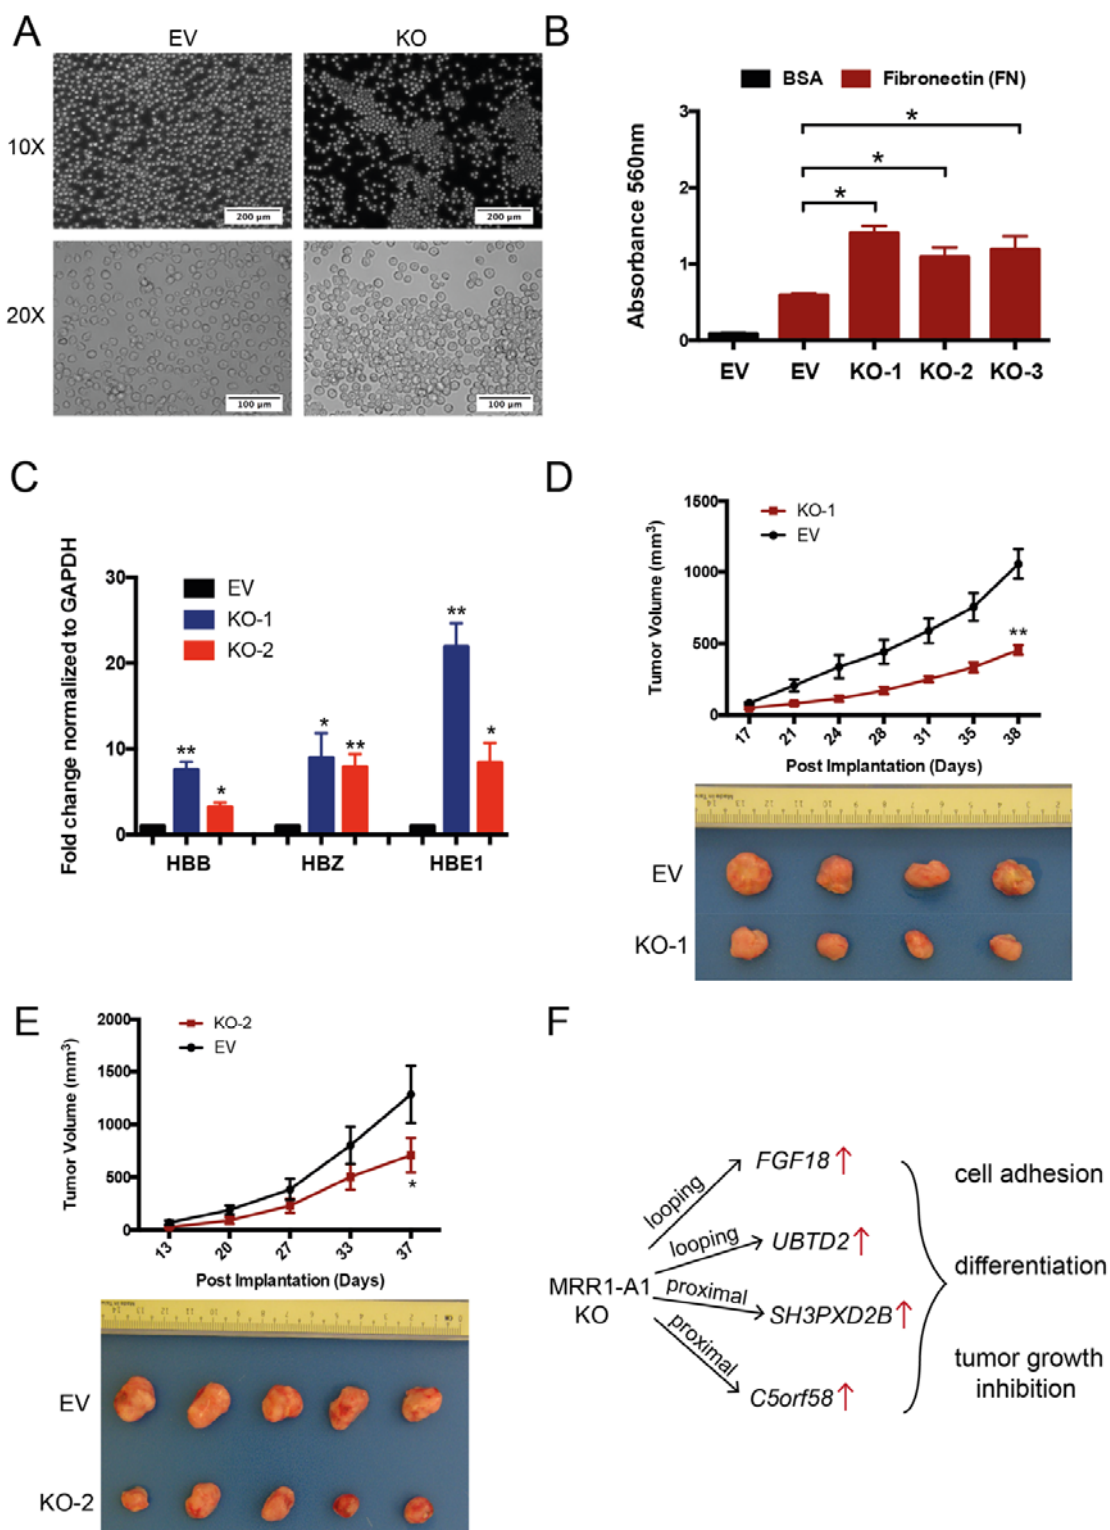 A
EV
KO
10X
200 μm
200 μm
20X
100 μm
100 μm
B
BSA
Fibronectin (FN)
Absorbance 560nm
3
2
1
0
*
*
*
EV
EV
KO-1
KO-2
KO-3
C
Fold change normalized to GAPDH
30
20
10
0
EV
KO-1
KO-2
**
*
*
**
**
*
HBB
HBZ
HBE1
D
KO-1
EV
Tumor Volume (mm³)
1500
1000
500
0
**
17
21
24
28
31
35
38
Post Implantation (Days)
EV
KO-1
E
KO-2
EV
Tumor Volume (mm³)
2000
1500
1000
500
0
*
13
20
27
33
37
Post Implantation (Days)
EV
KO-2
F
MRR1-A1
KO
looping
FGF18 ↑
looping
UBTD2 ↑
proximal
SH3PXD2B ↑
proximal
C5orf58 ↑
cell adhesion
differentiation
tumor growth
inhibition